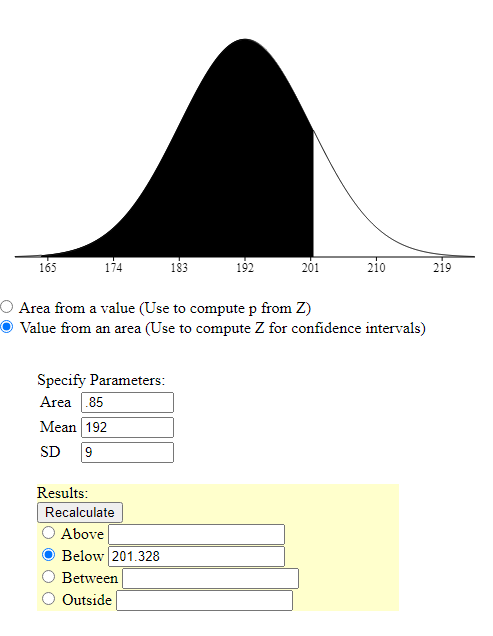 165 174 183 192 201 210 219
Area from a value (Use to compute p from Z)
Value from an area (Use to compute Z for confidence intervals)
Specify Parameters:
Area .85
Mean 192
SD 9
Results:
Recalculate
Above
Below 201.328
Between
Outside